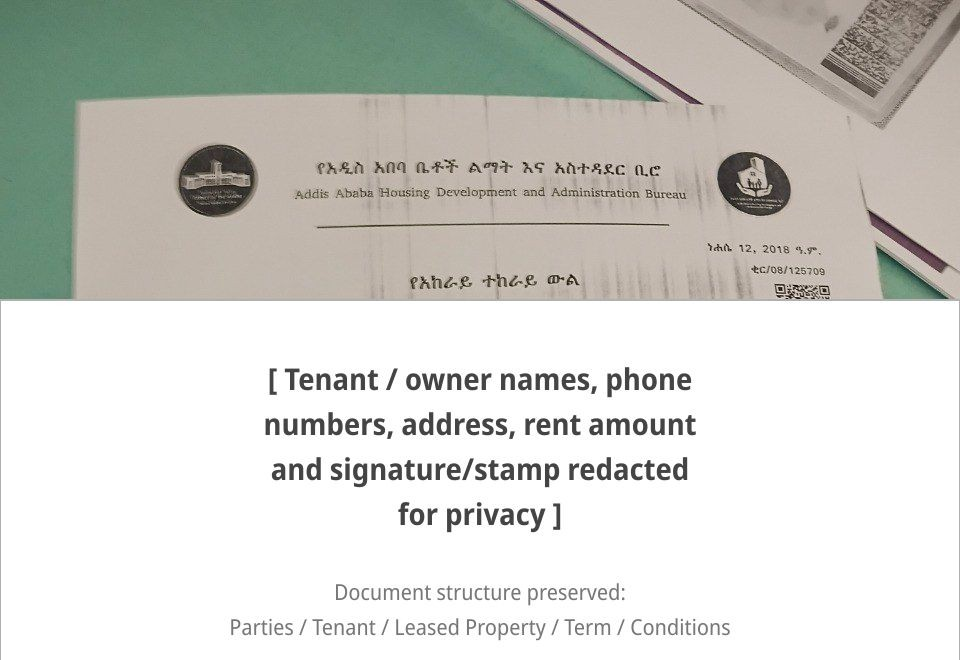 የአዲስ አበባ ቤቶች ልማት እና አስተዳደር ቢሮ
Addis Ababa Housing Development and Administration Bureau
ነሐሴ 12, 2018 ዓ.ም.
ቂርC/08/125709
የአከራይ ተከራይ ውል
[ Tenant / owner names, phone
numbers, address, rent amount
and signature/stamp redacted
for privacy ]
Document structure preserved:
Parties / Tenant / Leased Property / Term / Conditions